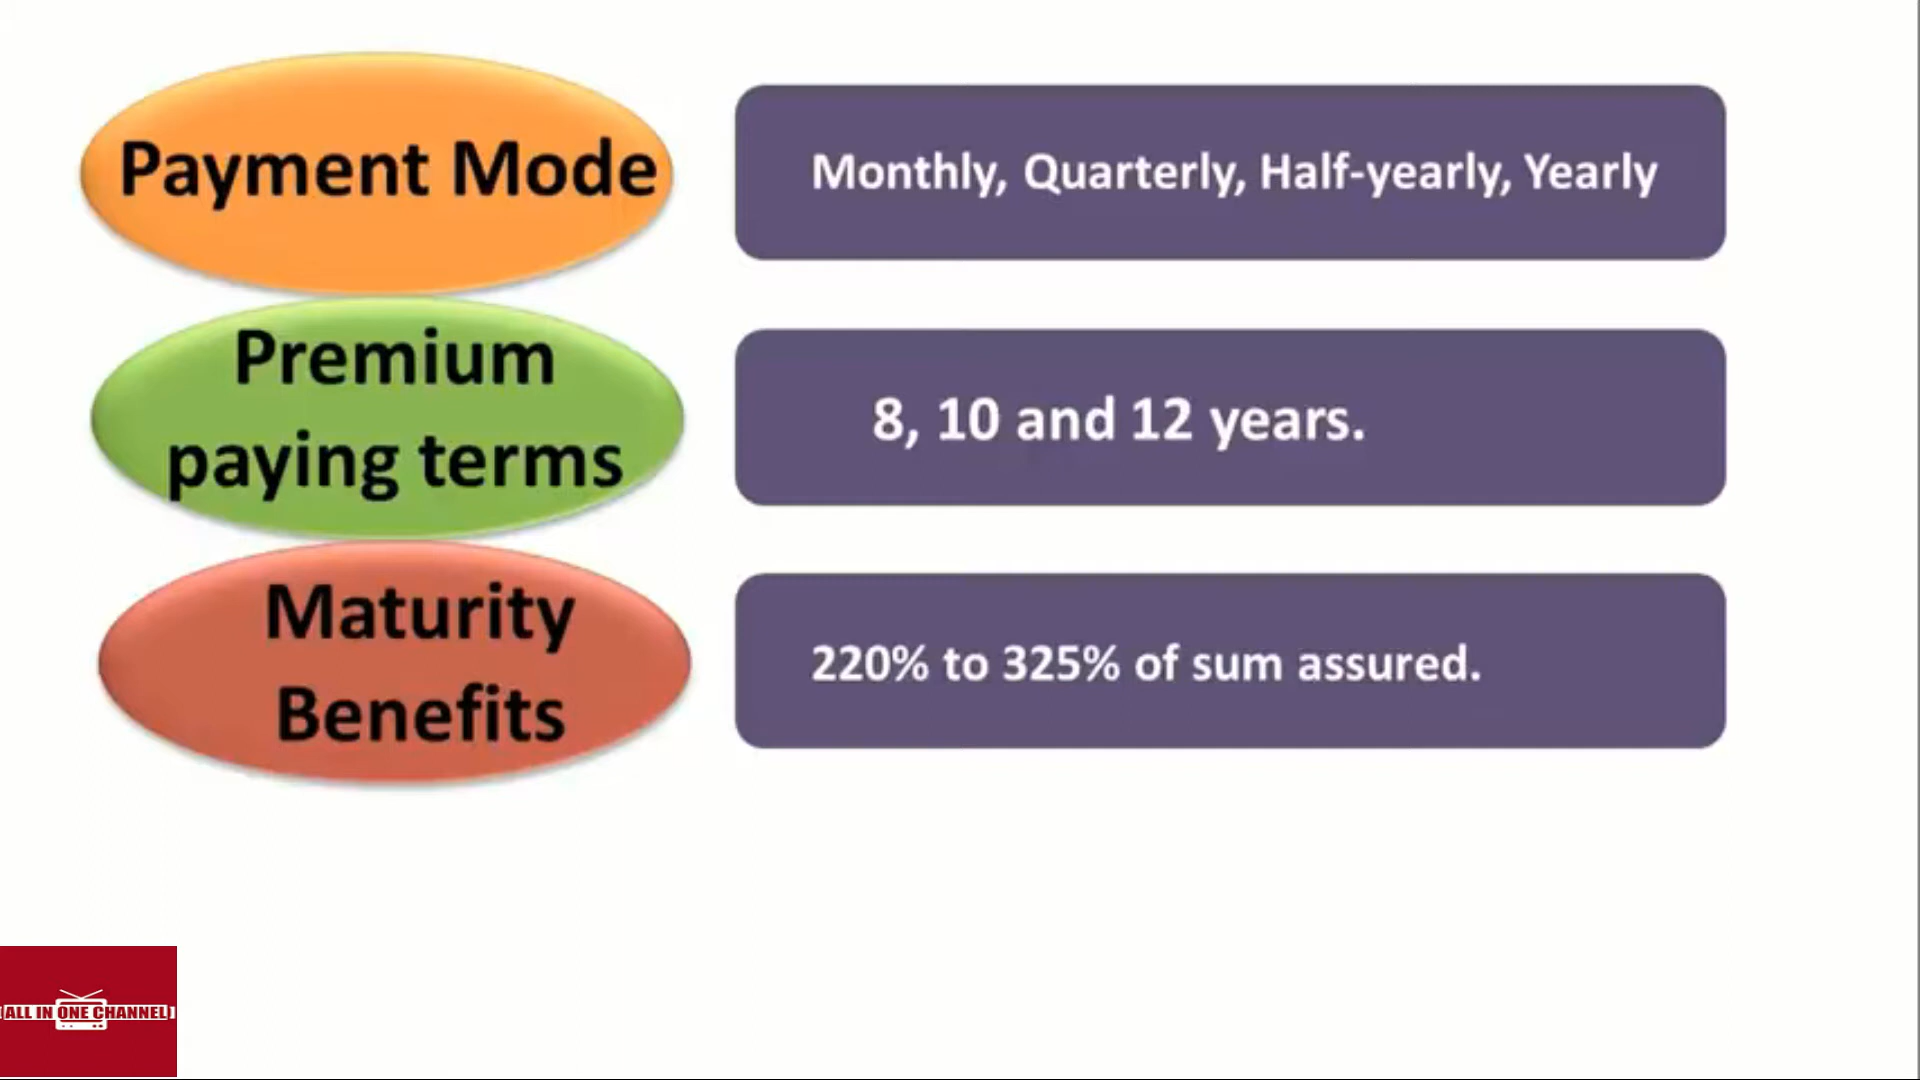 Payment Mode
Monthly, Quarterly, Half-yearly, Yearly
Premium
paying terms
8, 10 and 12 years.
Maturity
Benefits
220% to 325% of sum assured.
ALL IN ONE CHANNEL